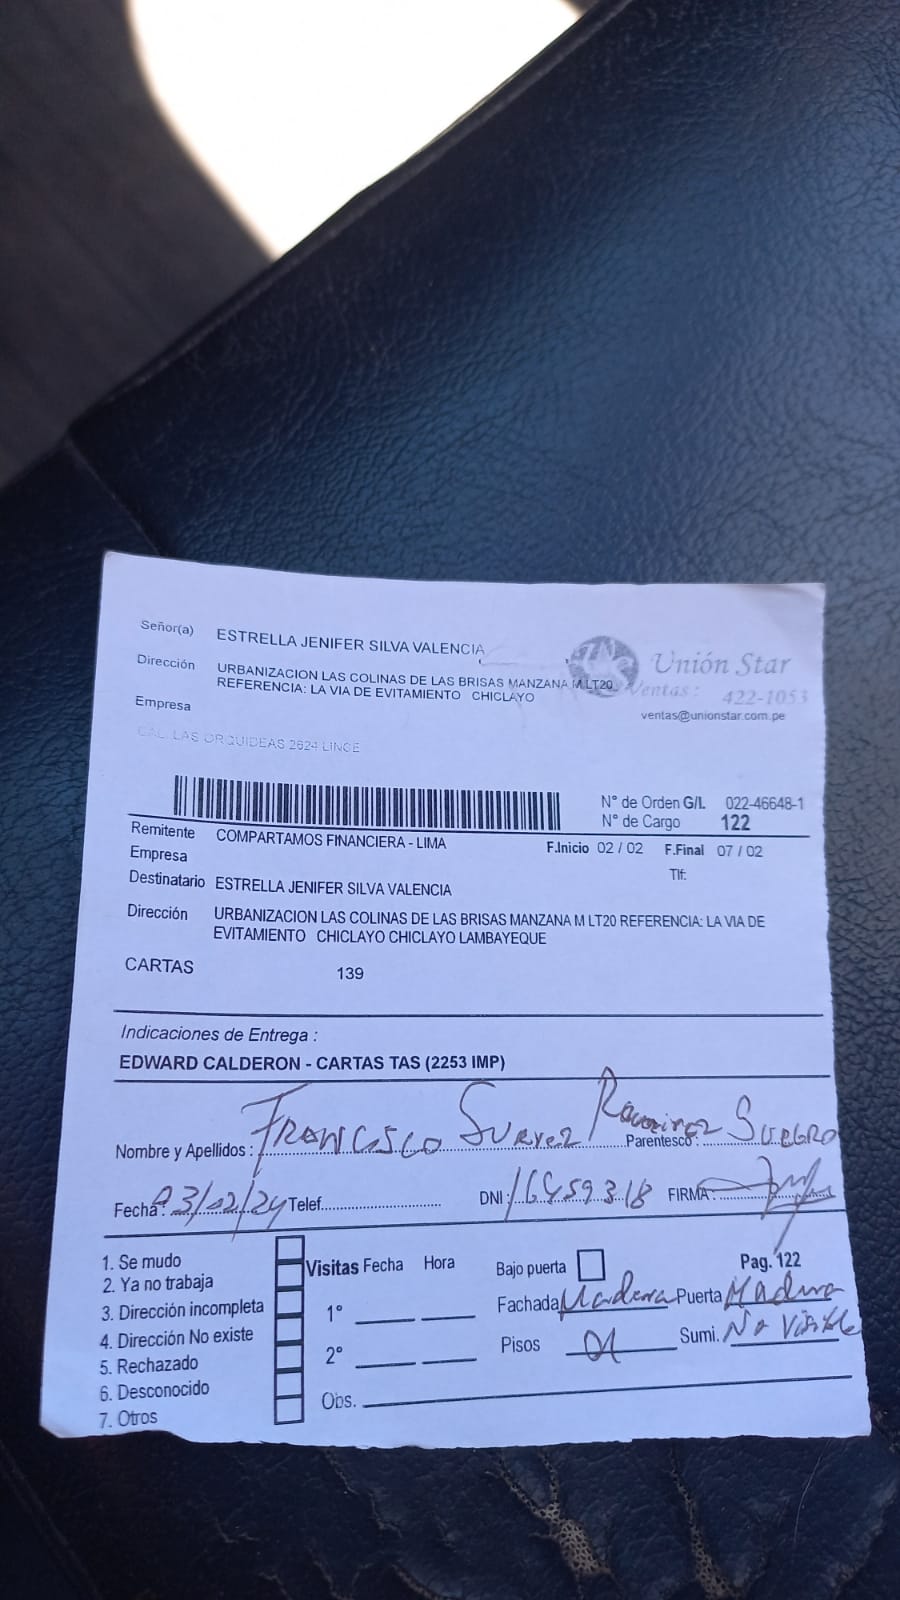 Señor(a) ESTRELLA JENIFER SILVA VALENCIA
Unión Star
Dirección URBANIZACION LAS COLINAS DE LAS BRISAS MANZANA M LT20
REFERENCIA: LA VIA DE EVITAMIENTO CHICLAYO
Ventas: 422-1053
ventas@unionstar.com.pe
Empresa
CAL. LAS ORQUIDEAS 2624 LINCE
N° de Orden G/L 022-46648-1
N° de Cargo 122
Remitente COMPARTAMOS FINANCIERA - LIMA
F.Inicio 02 / 02 F.Final 07 / 02
Empresa
Tlf:
Destinatario ESTRELLA JENIFER SILVA VALENCIA
Dirección URBANIZACION LAS COLINAS DE LAS BRISAS MANZANA M LT20 REFERENCIA: LA VIA DE
EVITAMIENTO CHICLAYO CHICLAYO LAMBAYEQUE
CARTAS 139
Indicaciones de Entrega :
EDWARD CALDERON - CARTAS TAS (2253 IMP)
Nombre y Apellidos : FRANCISCO Suarez Parentesco : SUEGRO
Fecha : 03/02/24 Telef. DNI : 16459318 FIRMA :
1. Se mudo
2. Ya no trabaja
3. Dirección incompleta
4. Dirección No existe
5. Rechazado
6. Desconocido
7. Otros
Visitas Fecha Hora
1°
2°
Obs.
Bajo puerta
Pag. 122
Fachada Madera Puerta Madera
Pisos 01 Sumi. No Visible